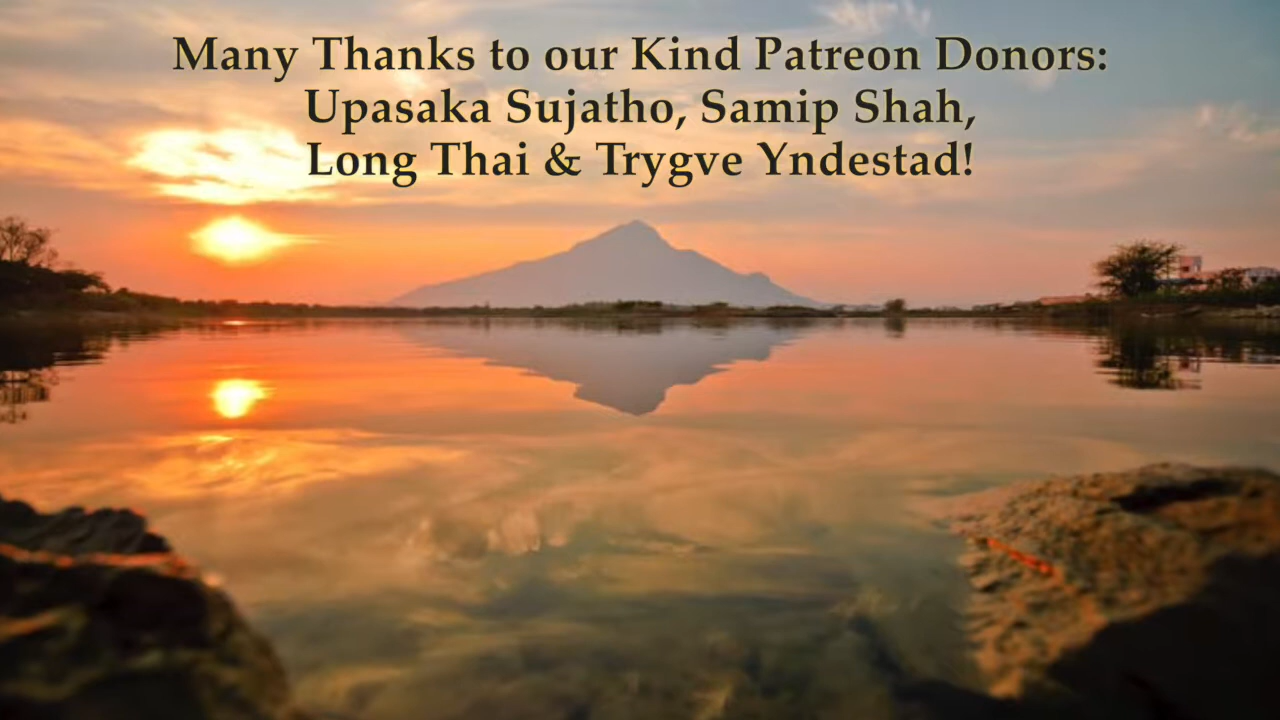 Many Thanks to our Kind Patreon Donors:
Upasaka Sujatho, Samip Shah,
Long Thai & Trygve Yndestad!